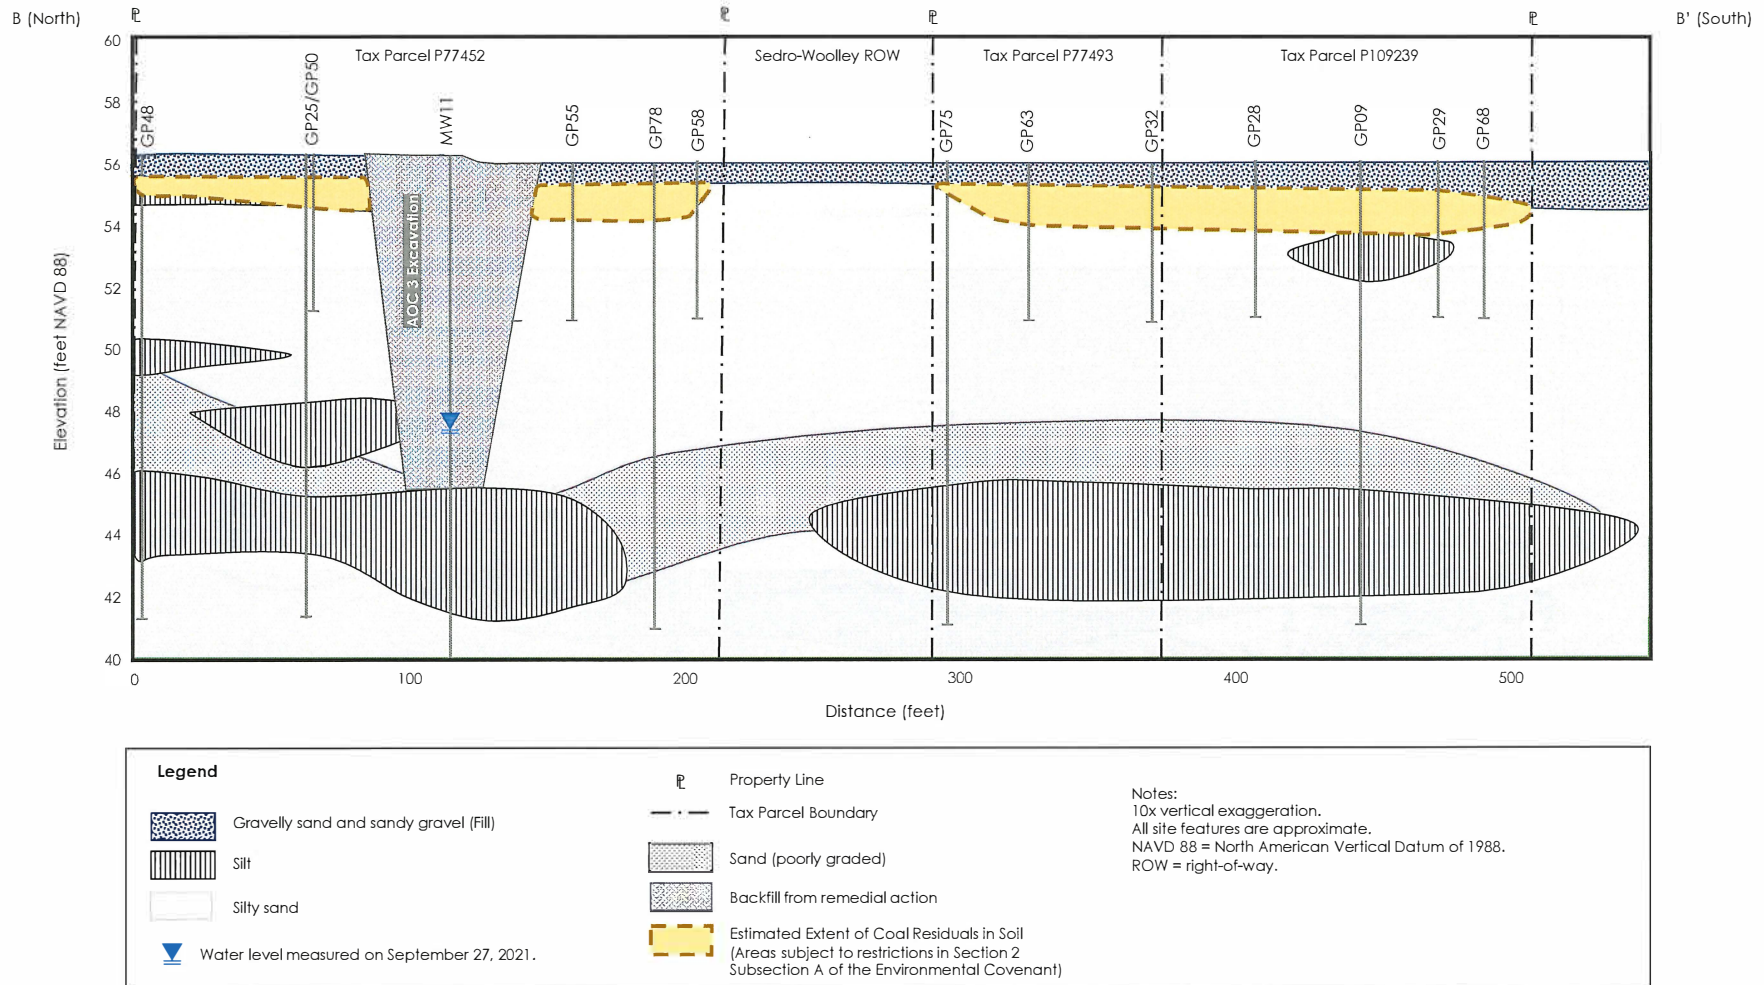 B (North)
B' (South)
℄ ℄ ℄ ℄
Tax Parcel P77452
Sedro-Woolley ROW
Tax Parcel P77493
Tax Parcel P109239
GP48
GP25/GP50
MW11
GP55
GP78
GP58
GP75
GP63
GP32
GP28
GP09
GP29
GP68
AOC 3 Excavation
Elevation (feet NAVD 88)
60
58
56
54
52
50
48
46
44
42
40
0 100 200 300 400 500
Distance (feet)
Legend
Gravelly sand and sandy gravel (Fill)
Silt
Silty sand
Water level measured on September 27, 2021.
℄ Property Line
Tax Parcel Boundary
Sand (poorly graded)
Backfill from remedial action
Estimated Extent of Coal Residuals in Soil
(Areas subject to restrictions in Section 2
Subsection A of the Environmental Covenant)
Notes:
10x vertical exaggeration.
All site features are approximate.
NAVD 88 = North American Vertical Datum of 1988.
ROW = right-of-way.